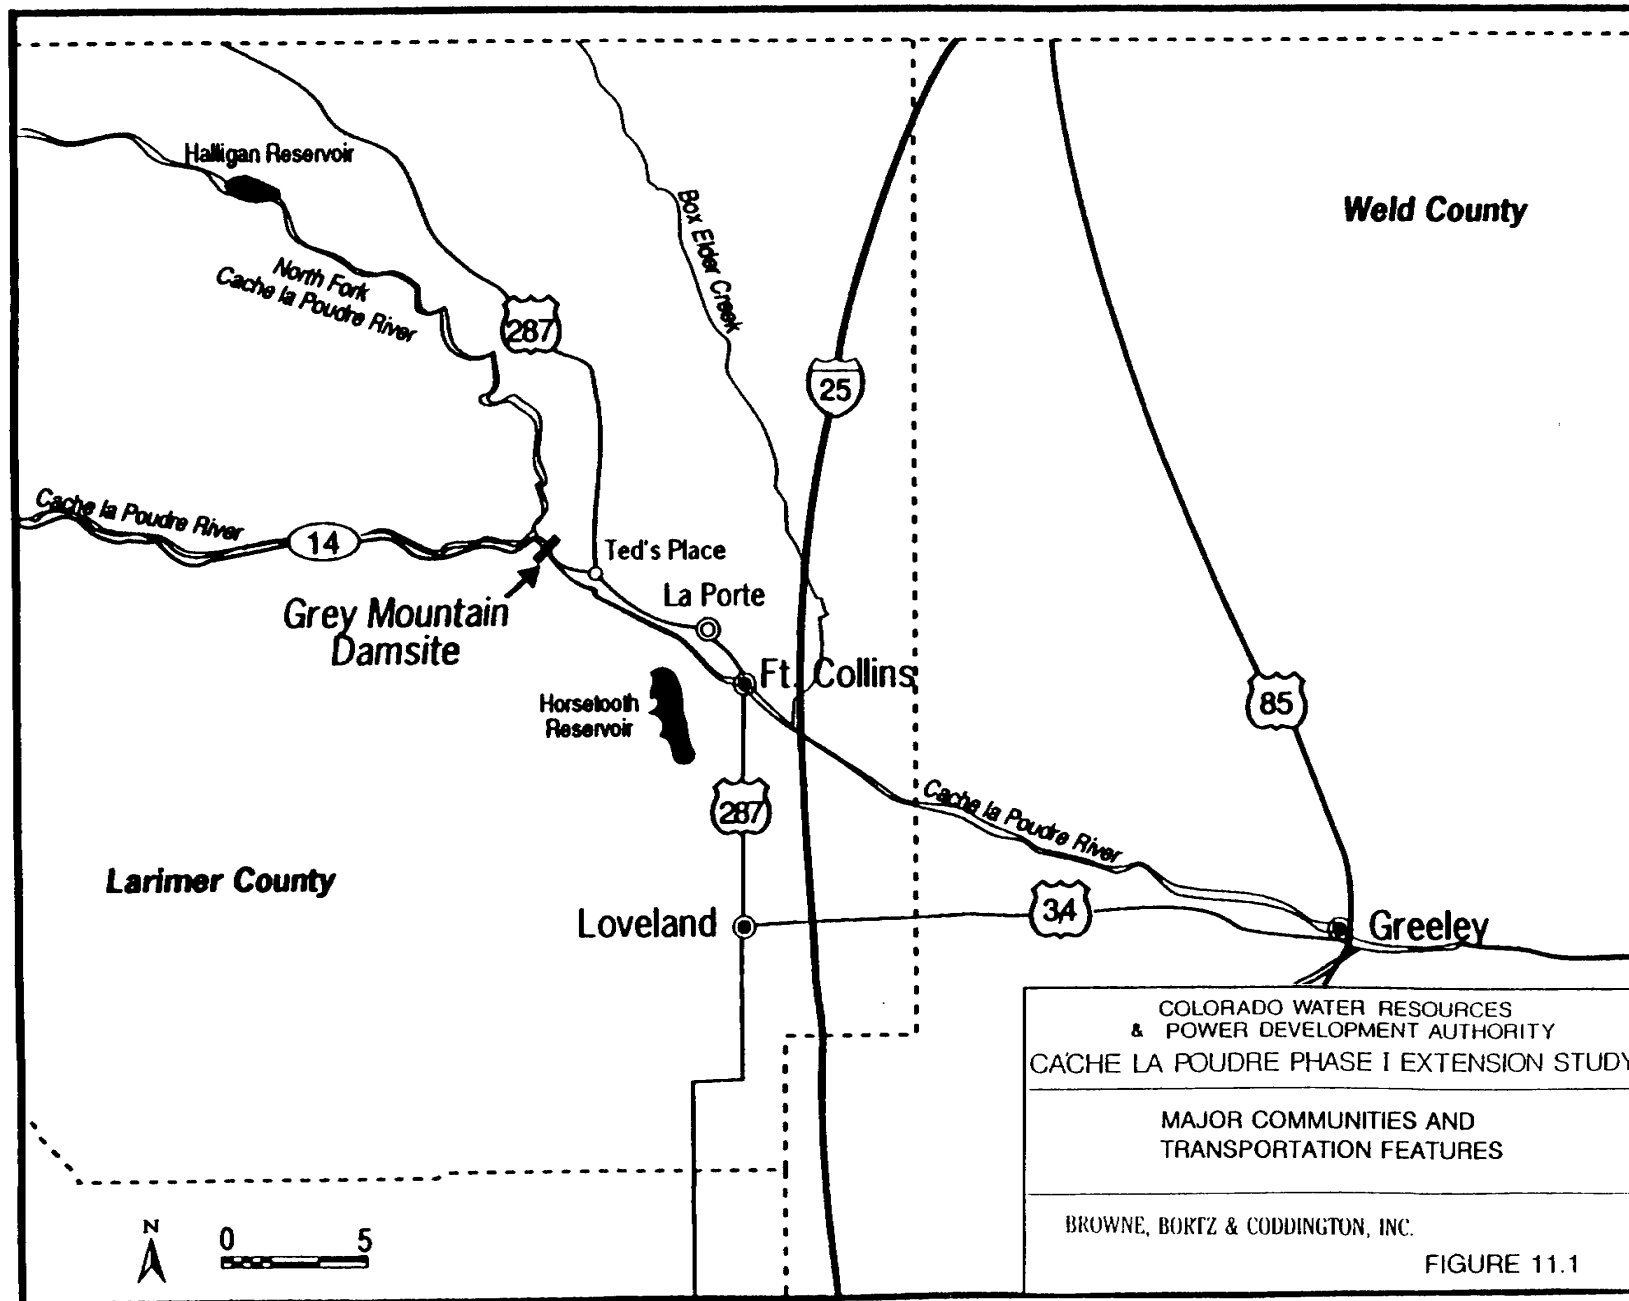 Halligan Reservoir
North Fork
Cache la Poudre River
287
Box Elder Creek
25
Weld County
Cache la Poudre River
14
Ted's Place
La Porte
Grey Mountain
Damsite
Ft. Collins
Horsetooth
Reservoir
85
287
Cache la Poudre River
Larimer County
Loveland
34
Greeley
COLORADO WATER RESOURCES
& POWER DEVELOPMENT AUTHORITY
CACHE LA POUDRE PHASE I EXTENSION STUDY
MAJOR COMMUNITIES AND
TRANSPORTATION FEATURES
BROWNE, BORTZ & CODDINGTON, INC.
FIGURE 11.1
N
0 5